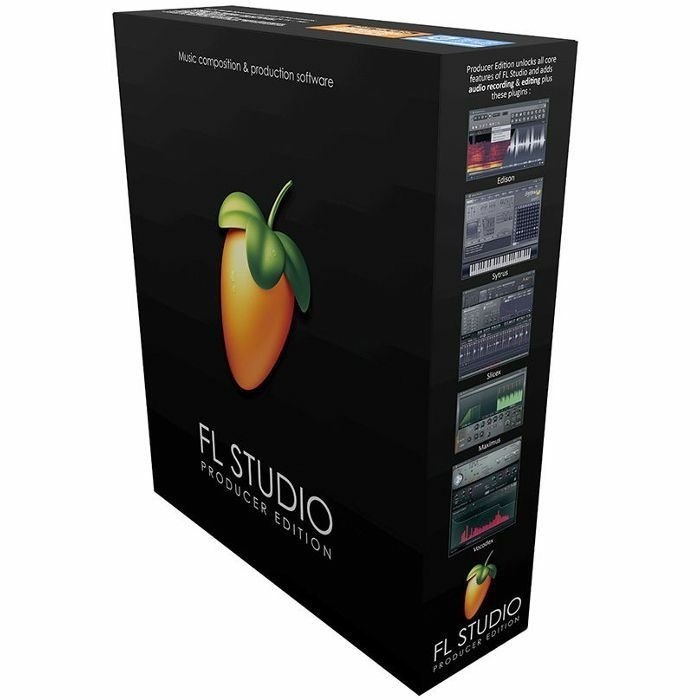 Music composition & production software
FL STUDIO
PRODUCER EDITION
Producer Edition unlocks all core
features of FL Studio and adds
audio recording & editing plus
these plugins :
Edison
Sytrus
Slicex
Maximus
Vocodex
FL STUDIO
PRODUCER EDITION